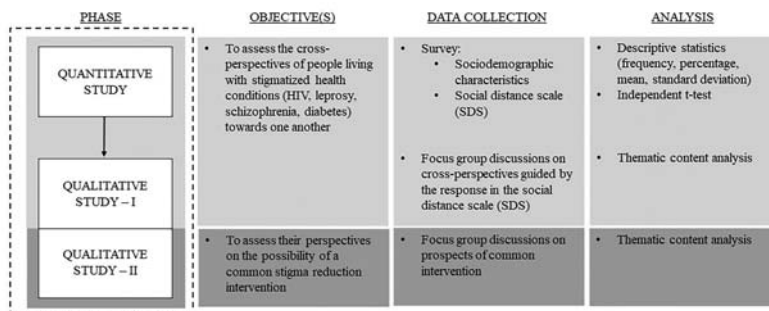 PHASE
OBJECTIVE(S)
DATA COLLECTION
ANALYSIS
QUANTITATIVE
STUDY
QUALITATIVE
STUDY – I
QUALITATIVE
STUDY – II
• To assess the cross-
perspectives of people living
with stigmatized health
conditions (HIV, leprosy,
schizophrenia, diabetes)
towards one another
• To assess their perspectives
on the possibility of a
common stigma reduction
intervention
• Survey:
• Sociodemographic
characteristics
• Social distance scale
(SDS)
• Focus group discussions on
cross-perspectives guided by
the response in the social
distance scale (SDS)
• Focus group discussions on
prospects of common
intervention
• Descriptive statistics
(frequency, percentage,
mean, standard deviation)
• Independent t-test
• Thematic content analysis
• Thematic content analysis